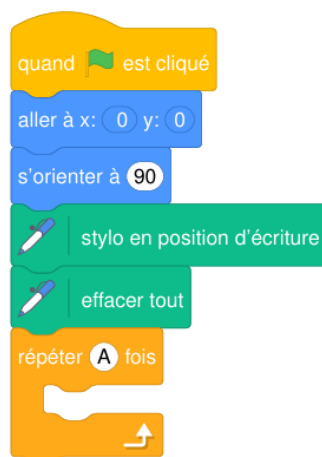 quand est cliqué
aller à x: 0 y: 0
s'orienter à 90
stylo en position d'écriture
effacer tout
répéter A fois